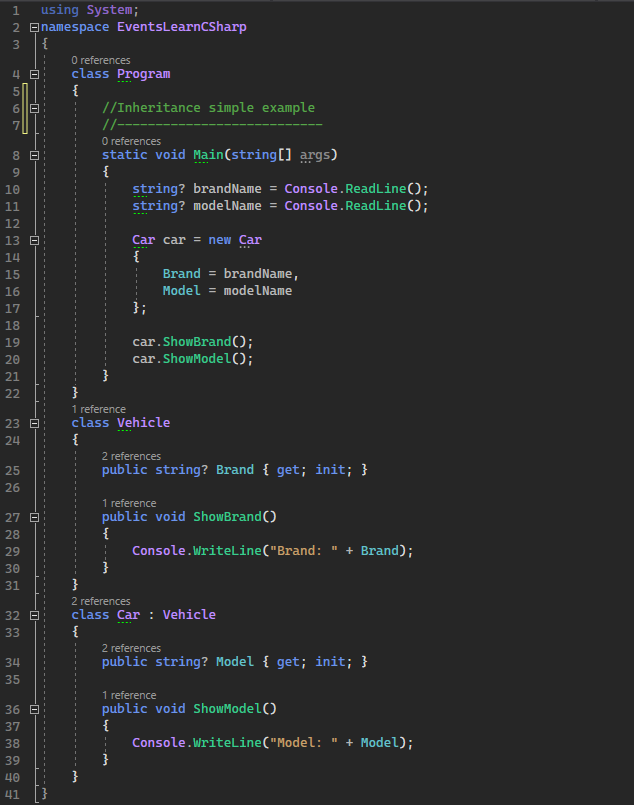 1 using System;
2 namespace EventsLearnCSharp
3 {
0 references
4 class Program
5 {
6 //Inheritance simple example
7 //---------------------------
0 references
8 static void Main(string[] args)
9 {
10 string? brandName = Console.ReadLine();
11 string? modelName = Console.ReadLine();
12
13 Car car = new Car
14 {
15 Brand = brandName,
16 Model = modelName
17 };
18
19 car.ShowBrand();
20 car.ShowModel();
21 }
22 }
1 reference
23 class Vehicle
24 {
2 references
25 public string? Brand { get; init; }
26
1 reference
27 public void ShowBrand()
28 {
29 Console.WriteLine("Brand: " + Brand);
30 }
31 }
2 references
32 class Car : Vehicle
33 {
2 references
34 public string? Model { get; init; }
35
1 reference
36 public void ShowModel()
37 {
38 Console.WriteLine("Model: " + Model);
39 }
40 }
41 }